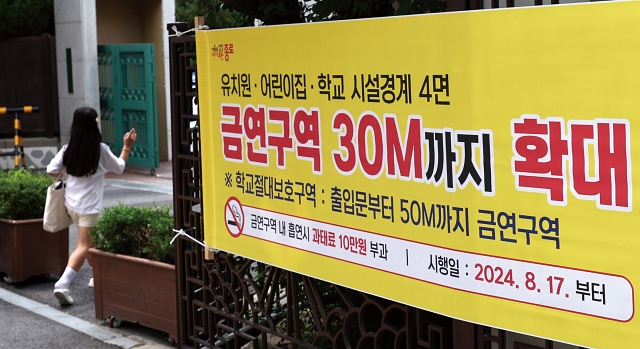 종로
유치원·어린이집·학교 시설경계 4면
금연구역 30M까지 확대
※ 학교절대보호구역 : 출입문부터 50M까지 금연구역
금연구역 내 흡연시 과태료 10만원 부과 | 시행일 : 2024. 8. 17. 부터